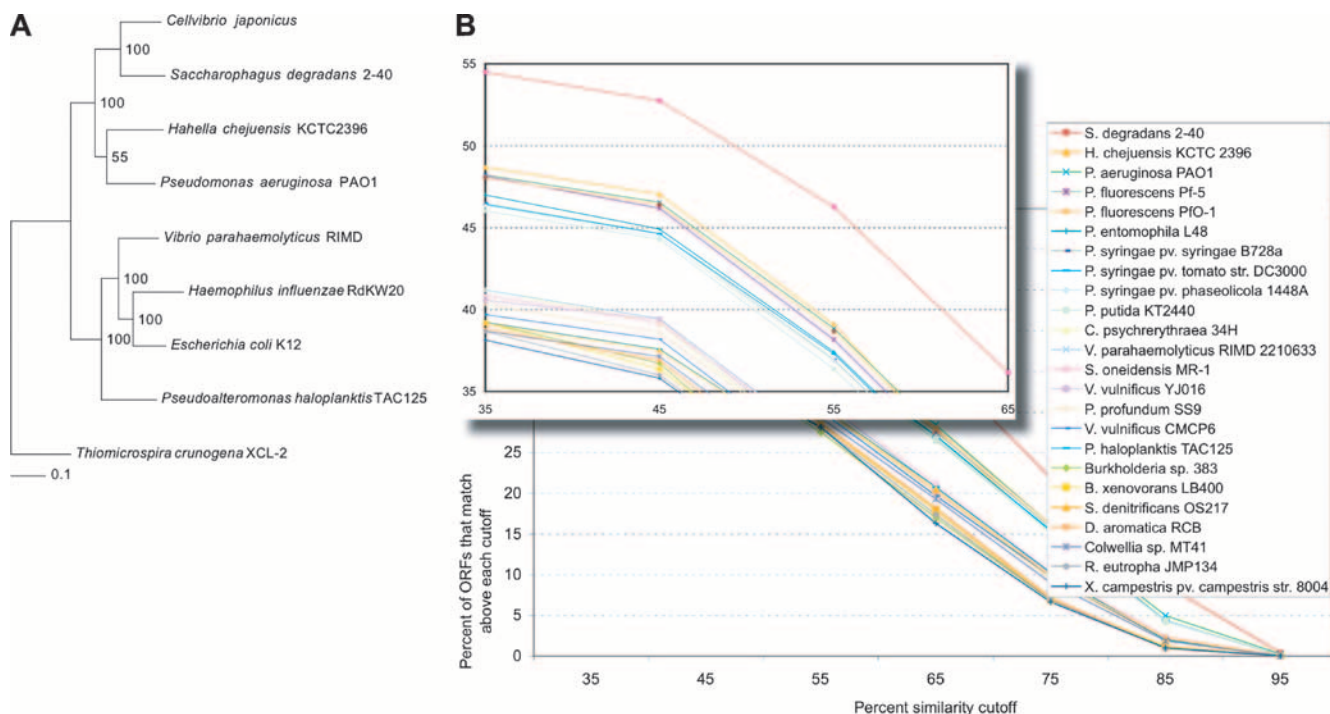 A
Cellvibrio japonicus
100
Saccharophagus degradans 2-40
100
Hahella chejuensis KCTC2396
55
Pseudomonas aeruginosa PAO1
Vibrio parahaemolyticus RIMD
100
Haemophilus influenzae RdKW20
100
100
Escherichia coli K12
Pseudoalteromonas haloplanktis TAC125
Thiomicrospira crunogena XCL-2
0.1
B
55
50
45
40
35
35
45
55
65
S. degradans 2-40
H. chejuensis KCTC 2396
P. aeruginosa PAO1
P. fluorescens Pf-5
P. fluorescens PfO-1
P. entomophila L48
P. syringae pv. syringae B728a
P. syringae pv. tomato str. DC3000
P. syringae pv. phaseolicola 1448A
P. putida KT2440
C. psychrerythraea 34H
V. parahaemolyticus RIMD 2210633
S. oneidensis MR-1
V. vulnificus YJ016
P. profundum SS9
V. vulnificus CMCP6
P. haloplanktis TAC125
Burkholderia sp. 383
B. xenovorans LB400
S. denitrificans OS217
D. aromatica RCB
Colwellia sp. MT41
R. eutropha JMP134
X. campestris pv. campestris str. 8004
Percent of ORFs that match
above each cutoff
25
20
15
10
5
0
35
45
55
65
75
85
95
Percent similarity cutoff